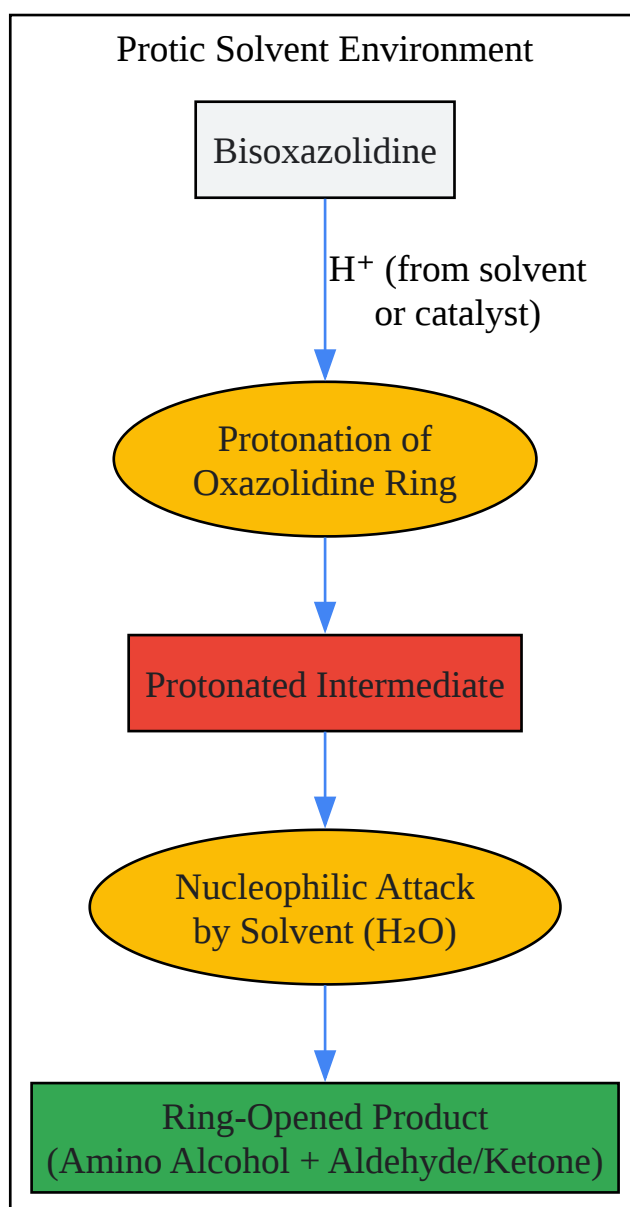 Protic Solvent Environment
Bisoxazolidine
H⁺ (from solvent
or catalyst)
Protonation of
Oxazolidine Ring
Protonated Intermediate
Nucleophilic Attack
by Solvent (H₂O)
Ring-Opened Product
(Amino Alcohol + Aldehyde/Ketone)